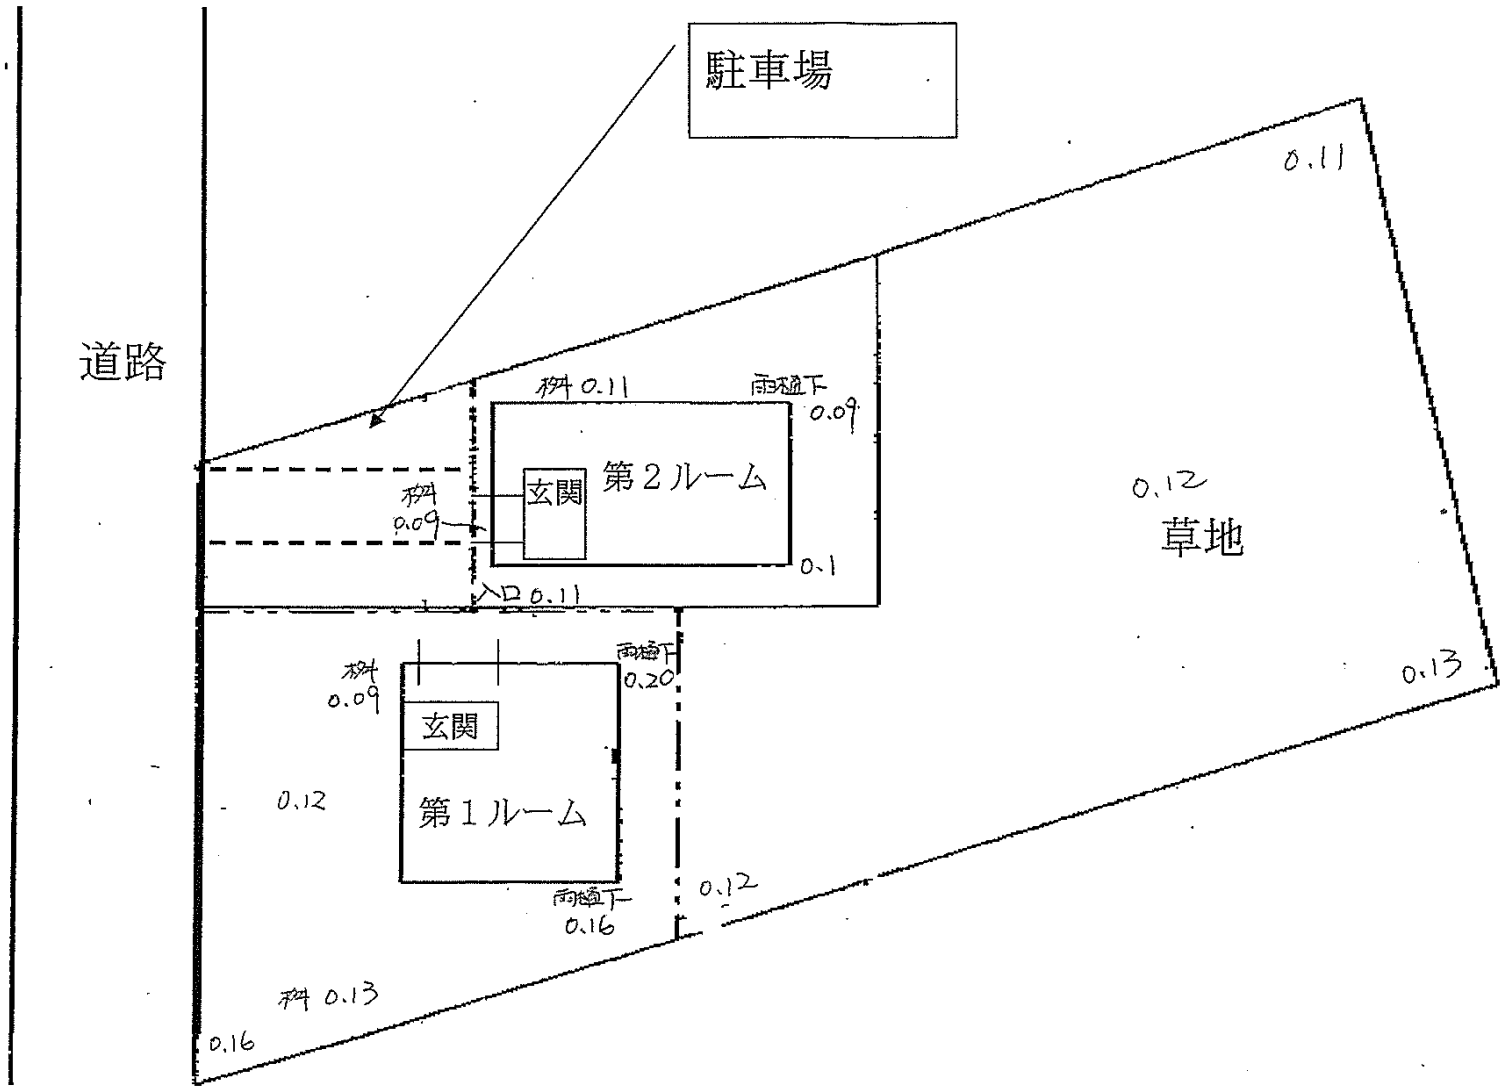 駐車場
0.11
道路
桝 0.11
雨樋下
0.09
第2ルーム
玄関
桝
0.09
0.12
草地
0.1
入口 0.11
雨樋下
0.20
桝
0.09
0.13
玄関
0.12
第1ルーム
0.12
雨樋下
0.16
桝 0.13
0.16